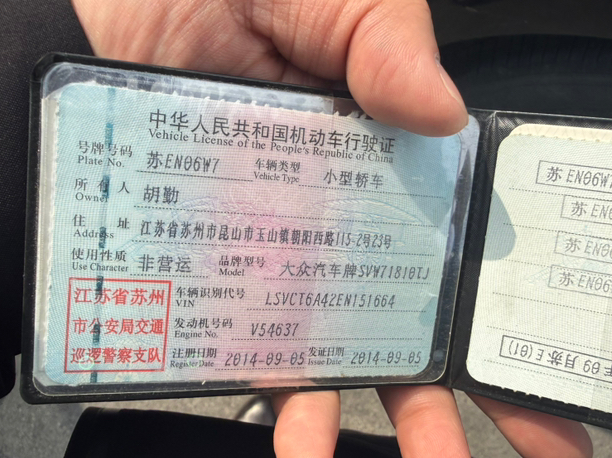 中华人民共和国机动车行驶证
Vehicle License of the People's Republic of China
号牌号码 苏EN06W7 车辆类型 小型轿车
Plate No. Vehicle Type
所有人 胡勤
Owner
住址 江苏省苏州市昆山市玉山镇朝阳西路115-2号23号
Address
使用性质 非营运 品牌型号 大众汽车牌SVW71810TJ
Use Character Model
江苏省苏州
市公安局交通
巡逻警察支队
车辆识别代号 LSVCT6A42EN151664
VIN
发动机号码 V54637
Engine No.
注册日期 2014-09-05 发证日期 2014-09-05
Register Date Issue Date
苏EN06W7
苏EN06
苏EN06
苏EN06
年09月苏E(01)